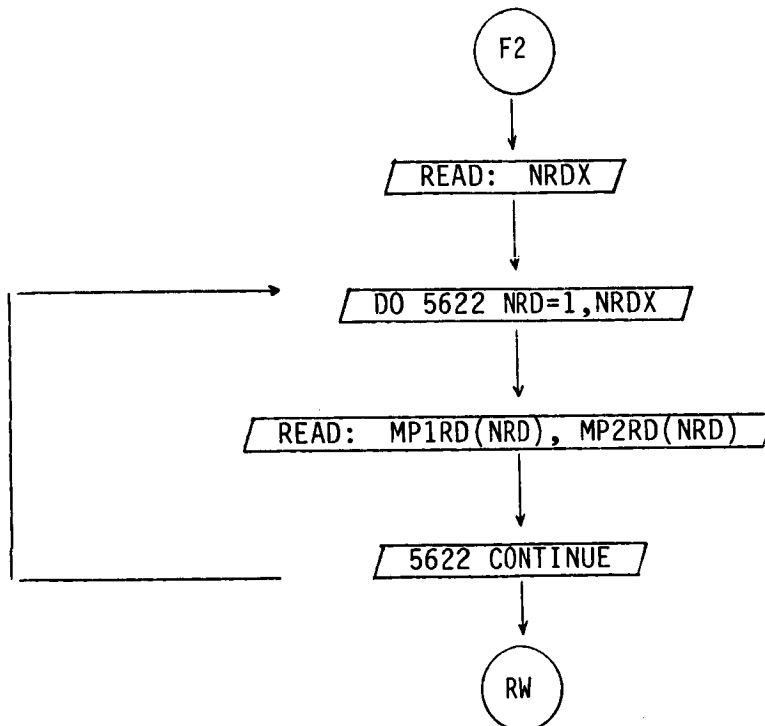 F2
READ: NRDX
DO 5622 NRD=1,NRDX
READ: MP1RD(NRD), MP2RD(NRD)
5622 CONTINUE
RW